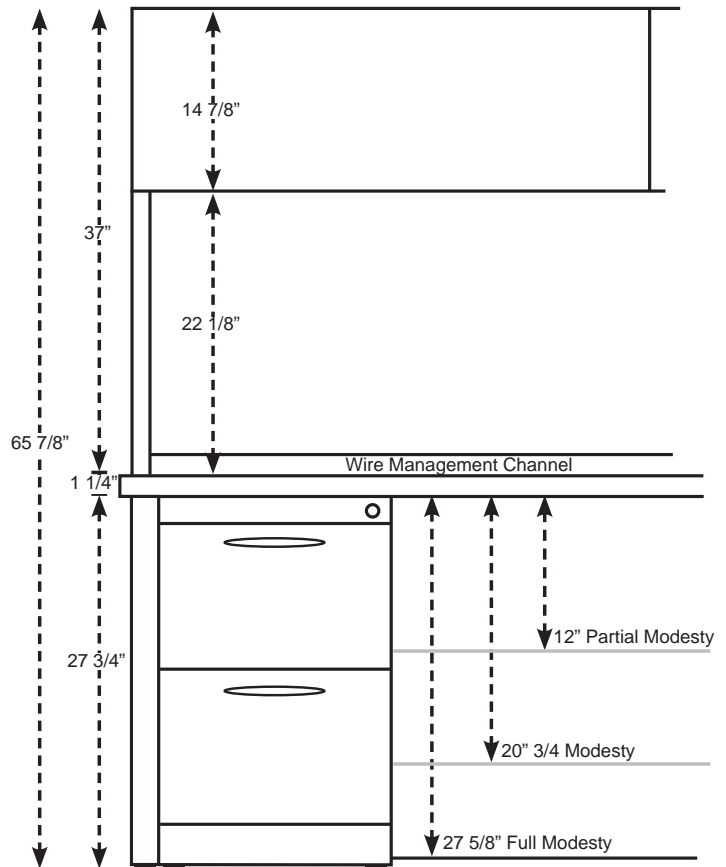 14 7/8”
37”
22 1/8”
65 7/8”
Wire Management Channel
1 1/4”
12” Partial Modesty
27 3/4”
20” 3/4 Modesty
27 5/8” Full Modesty